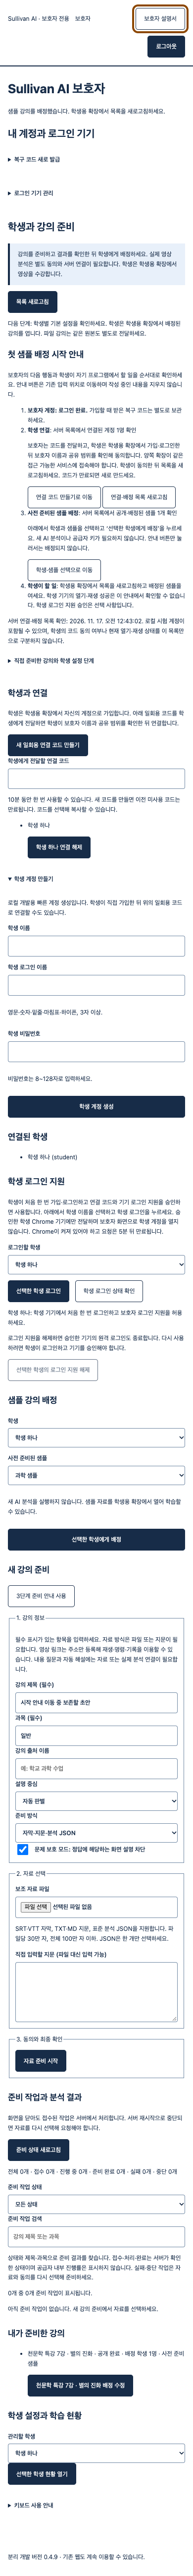 Sullivan AI · 보호자 전용 보호자
보호자 설명서
로그아웃
Sullivan AI 보호자
샘플 강의를 배정했습니다. 학생용 확장에서 목록을 새로고침하세요.
내 계정과 로그인 기기
▶ 복구 코드 새로 발급
▶ 로그인 기기 관리
학생과 강의 준비
강의를 준비하고 결과를 확인한 뒤 학생에게 배정하세요. 실제 영상
분석은 별도 동의와 서버 연결이 필요합니다. 학생은 학생용 확장에서
영상을 수강합니다.
목록 새로고침
다음 단계: 학생별 기본 설정을 확인하세요. 학생은 학생용 확장에서 배정된
강의를 엽니다. 파일 강의는 같은 원본도 별도로 전달하세요.
첫 샘플 배정 시작 안내
보호자의 다음 행동과 학생이 자기 프로그램에서 할 일을 순서대로 확인하세
요. 안내 버튼은 기존 입력 위치로 이동하며 작성 중인 내용을 지우지 않습니
다.
1. 보호자 계정: 로그인 완료. 가입할 때 받은 복구 코드는 별도로 보관
하세요.
2. 학생 연결: 서버 목록에서 연결된 계정 1명 확인
보호자는 코드를 전달하고, 학생은 학생용 확장에서 가입·로그인한
뒤 보호자 이름과 공유 범위를 확인해 동의합니다. 양쪽 확장이 같은
접근 가능한 서비스에 접속해야 합니다. 학생이 동의한 뒤 목록을 새
로고침하세요. 코드가 만료되면 새로 만드세요.
연결 코드 만들기로 이동
연결·배정 목록 새로고침
3. 사전 준비된 샘플 배정: 서버 목록에서 공개·배정된 샘플 1개 확인
아래에서 학생과 샘플을 선택하고 '선택한 학생에게 배정'을 누르세
요. 새 AI 분석이나 공급자 키가 필요하지 않습니다. 안내 버튼만 눌
러서는 배정되지 않습니다.
학생·샘플 선택으로 이동
4. 학생이 할 일: 학생용 확장에서 목록을 새로고침하고 배정된 샘플을
여세요. 학생 기기의 열기·재생 성공은 이 안내에서 확인할 수 없습니
다. 학생 로그인 지원 승인은 선택 사항입니다.
서버 연결·배정 목록 확인: 2026. 11. 17. 오전 12:43:02. 로컬 시험 계정이
포함될 수 있으며, 학생의 코드 동의 여부나 현재 열기·재생 상태를 이 목록만
으로 구분하지 않습니다.
▶ 직접 준비한 강의와 학생 설정 단계
학생과 연결
학생은 학생용 확장에서 자신의 계정으로 가입합니다. 아래 일회용 코드를 학
생에게 전달하면 학생이 보호자 이름과 공유 범위를 확인한 뒤 연결합니다.
새 일회용 연결 코드 만들기
학생에게 전달할 연결 코드
10분 동안 한 번 사용할 수 있습니다. 새 코드를 만들면 이전 미사용 코드는
만료됩니다. 코드를 선택해 복사할 수 있습니다.
• 학생 하나
학생 하나 연결 해제
▼ 학생 계정 만들기
로컬 개발용 빠른 계정 생성입니다. 학생이 직접 가입한 뒤 위의 일회용 코드
로 연결할 수도 있습니다.
학생 이름
학생 로그인 이름
영문·숫자·밑줄·마침표·하이픈, 3자 이상.
학생 비밀번호
비밀번호는 8~128자로 입력하세요.
학생 계정 생성
연결된 학생
• 학생 하나 (student)
학생 로그인 지원
학생이 처음 한 번 가입·로그인하고 연결 코드와 기기 로그인 지원을 승인하
면 사용합니다. 아래에서 학생 이름을 선택하고 학생 로그인을 누르세요. 승
인한 학생 Chrome 기기에만 전달하며 보호자 화면으로 학생 계정을 열지
않습니다. Chrome이 켜져 있어야 하고 요청은 5분 뒤 만료됩니다.
로그인할 학생
학생 하나
선택한 학생 로그인
학생 로그인 상태 확인
학생 하나: 학생 기기에서 처음 한 번 로그인하고 보호자 로그인 지원을 허용
하세요.
로그인 지원을 해제하면 승인한 기기의 원격 로그인도 종료합니다. 다시 사용
하려면 학생이 로그인하고 기기를 승인해야 합니다.
선택한 학생의 로그인 지원 해제
샘플 강의 배정
학생
학생 하나
사전 준비된 샘플
과학 샘플
새 AI 분석을 실행하지 않습니다. 샘플 자료를 학생용 확장에서 열어 학습할
수 있습니다.
선택한 학생에게 배정
새 강의 준비
3단계 준비 안내 사용
1. 강의 정보
필수 표시가 있는 항목을 입력하세요. 자료 방식은 파일 또는 지문이 필
요합니다. 영상 링크는 주소만 등록해 재생·명령·기록을 이용할 수 있
습니다. 내용 질문과 자동 해설에는 자료 또는 실제 분석 연결이 필요합
니다.
강의 제목 (필수)
시작 안내 이동 중 보존할 초안
과목 (필수)
일반
강의 출처 이름
예: 학교 과학 수업
설명 중심
자동 판별
준비 방식
자막·지문·분석 JSON
문제 보호 모드: 정답에 해당하는 화면 설명 차단
2. 자료 선택
보조 자료 파일
파일 선택 선택된 파일 없음
SRT·VTT 자막, TXT·MD 지문, 표준 분석 JSON을 지원합니다. 파
일당 30만 자, 전체 100만 자 이하. JSON은 한 개만 선택하세요.
직접 입력할 지문 (파일 대신 입력 가능)
3. 동의와 최종 확인
자료 준비 시작
준비 작업과 분석 결과
화면을 닫아도 접수된 작업은 서버에서 처리합니다. 서버 재시작으로 중단되
면 자료를 다시 선택해 요청해야 합니다.
준비 상태 새로고침
전체 0개 · 접수 0개 · 진행 중 0개 · 준비 완료 0개 · 실패 0개 · 중단 0개
준비 작업 상태
모든 상태
준비 작업 검색
강의 제목 또는 과목
상태와 제목·과목으로 준비 결과를 찾습니다. 접수·처리·완료는 서버가 확인
한 상태이며 공급자 내부 진행률은 표시하지 않습니다. 실패·중단 작업은 자
료와 동의를 다시 선택해 준비하세요.
0개 중 0개 준비 작업이 표시됩니다.
아직 준비 작업이 없습니다. 새 강의 준비에서 자료를 선택하세요.
내가 준비한 강의
• 천문학 특강 7강 · 별의 진화 · 공개 완료 · 배정 학생 1명 · 사전 준비
샘플
천문학 특강 7강 · 별의 진화 배정 수정
학생 설정과 학습 현황
관리할 학생
학생 하나
선택한 학생 현황 열기
▶ 키보드 사용 안내
분리 개발 버전 0.4.9 · 기존 웹도 계속 이용할 수 있습니다.